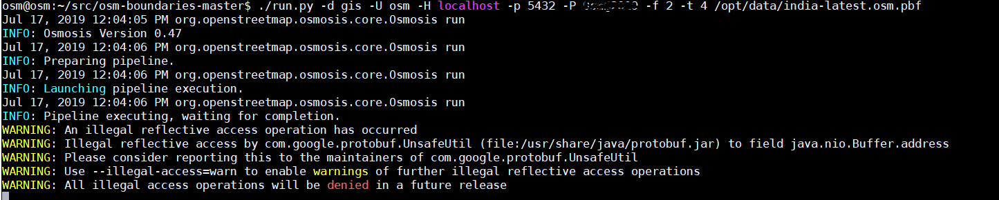 osm@osm:~/src/osm-boundaries-master$ ./run.py -d gis -U osm -H localhost -p 5432 -P -f 2 -t 4 /opt/data/india-latest.osm.pbf
Jul 17, 2019 12:04:05 PM org.openstreetmap.osmosis.core.Osmosis run
INFO: Osmosis Version 0.47
Jul 17, 2019 12:04:06 PM org.openstreetmap.osmosis.core.Osmosis run
INFO: Preparing pipeline.
Jul 17, 2019 12:04:06 PM org.openstreetmap.osmosis.core.Osmosis run
INFO: Launching pipeline execution.
Jul 17, 2019 12:04:06 PM org.openstreetmap.osmosis.core.Osmosis run
INFO: Pipeline executing, waiting for completion.
WARNING: An illegal reflective access operation has occurred
WARNING: Illegal reflective access by com.google.protobuf.UnsafeUtil (file:/usr/share/java/protobuf.jar) to field java.nio.Buffer.address
WARNING: Please consider reporting this to the maintainers of com.google.protobuf.UnsafeUtil
WARNING: Use --illegal-access=warn to enable warnings of further illegal reflective access operations
WARNING: All illegal access operations will be denied in a future release